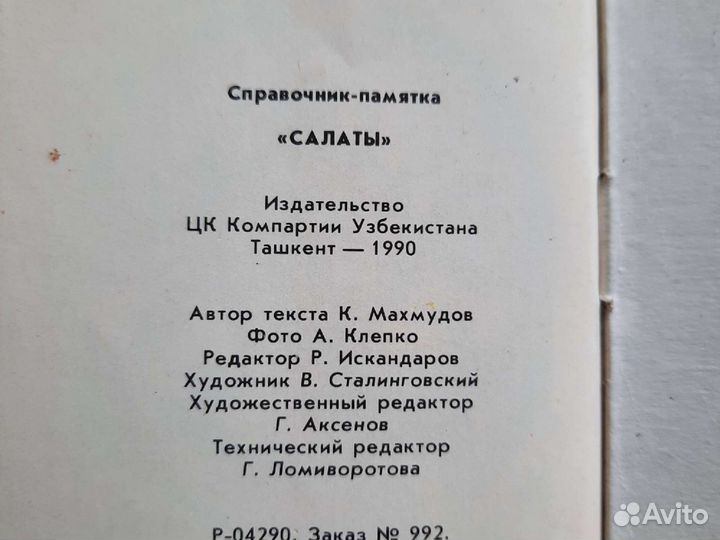 Справочник-памятка
«САЛАТЫ»
Издательство
ЦК Компартии Узбекистана
Ташкент — 1990
Автор текста К. Махмудов
Фото А. Клепко
Редактор Р. Искандаров
Художник В. Сталинговский
Художественный редактор
Г. Аксенов
Технический редактор
Г. Ломиворотова
Р-04290. Заказ № 992.
Avito